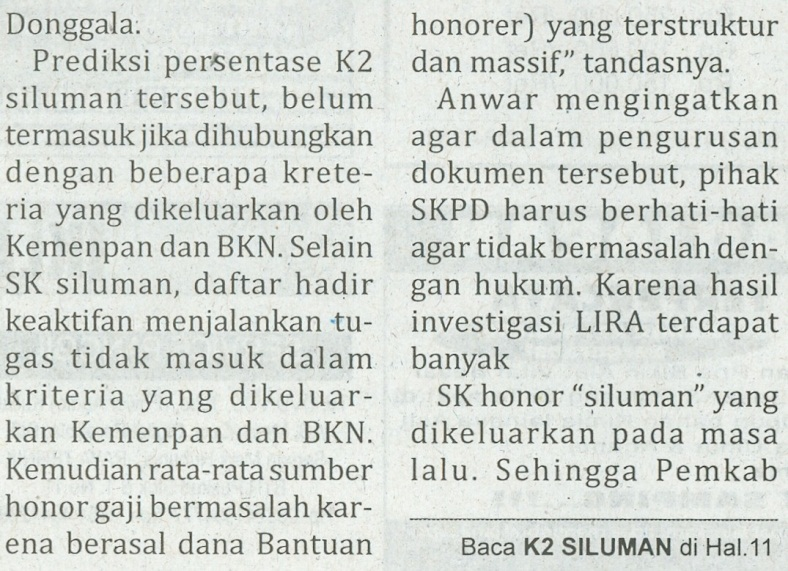 Donggala.
Prediksi persentase K2
siluman tersebut, belum
termasuk jika dihubungkan
dengan beberapa krete-
ria yang dikeluarkan oleh
Kemenpan dan BKN. Selain
SK siluman, daftar hadir
keaktifan menjalankan tu-
gas tidak masuk dalam
kriteria yang dikeluar-
kan Kemenpan dan BKN.
Kemudian rata-rata sumber
honor gaji bermasalah kar-
ena berasal dana Bantuan
honorer) yang terstruktur
dan massif,” tandasnya.
Anwar mengingatkan
agar dalam pengurusan
dokumen tersebut, pihak
SKPD harus berhati-hati
agar tidak bermasalah den-
gan hukum. Karena hasil
investigasi LIRA terdapat
banyak
SK honor “siluman” yang
dikeluarkan pada masa
lalu. Sehingga Pemkab
Baca K2 SILUMAN di Hal.11